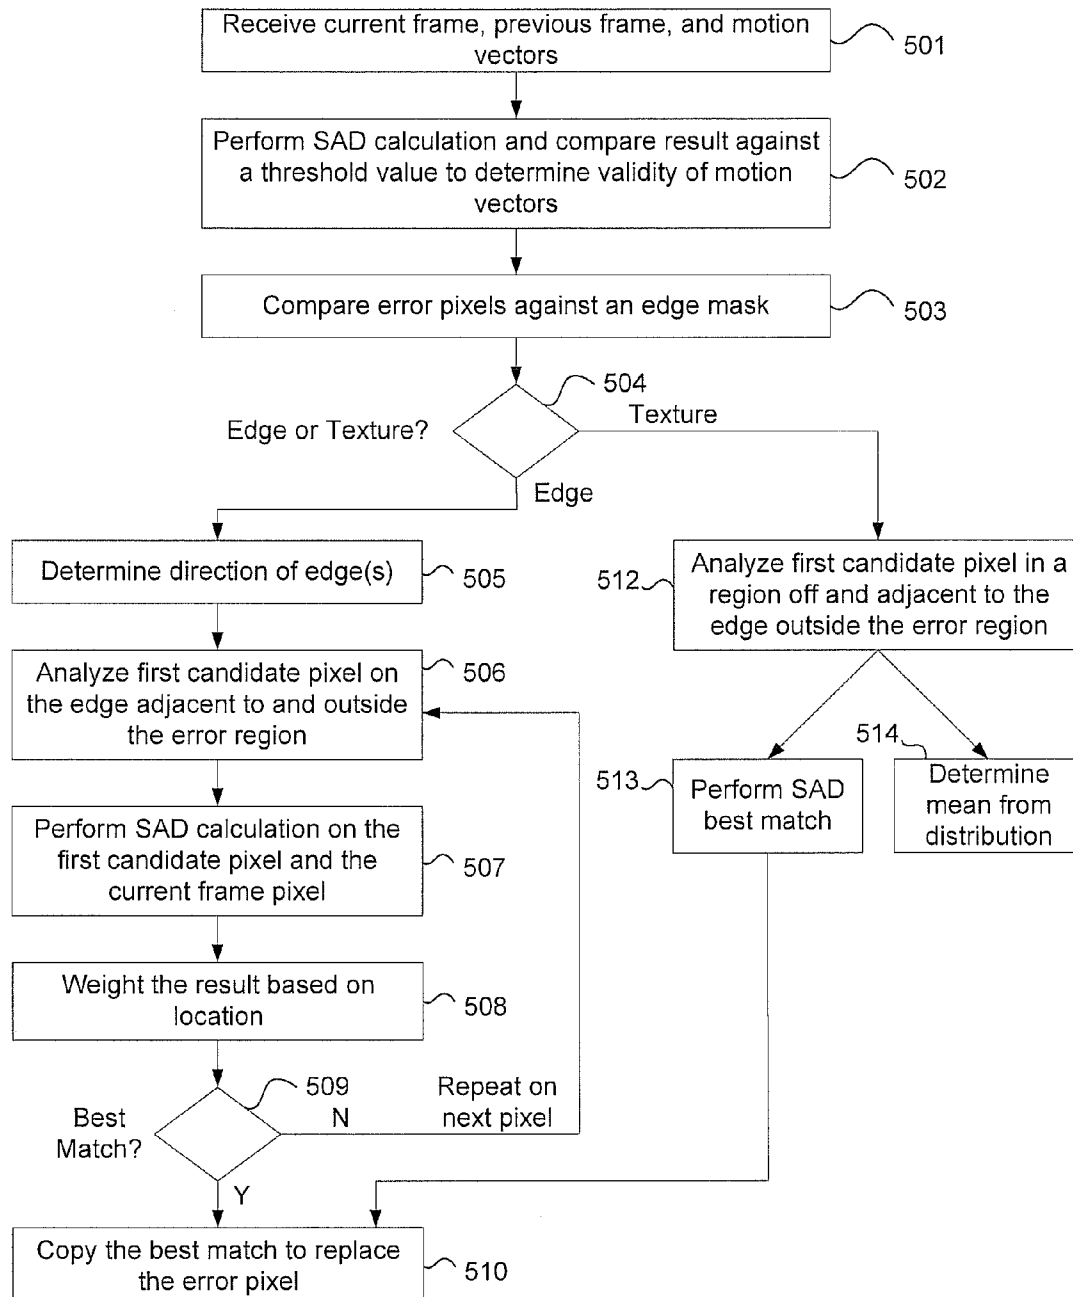 Receive current frame, previous frame, and motion
vectors
501
Perform SAD calculation and compare result against
a threshold value to determine validity of motion
vectors
502
Compare error pixels against an edge mask
503
504
Edge or Texture?
Texture
Edge
Determine direction of edge(s)
505
Analyze first candidate pixel on
the edge adjacent to and outside
the error region
506
Perform SAD calculation on the
first candidate pixel and the
current frame pixel
507
Weight the result based on
location
508
509
Best
Match?
N
Repeat on
next pixel
Y
Copy the best match to replace
the error pixel
510
512
Analyze first candidate pixel in a
region off and adjacent to the
edge outside the error region
513
Perform SAD
best match
514
Determine
mean from
distribution